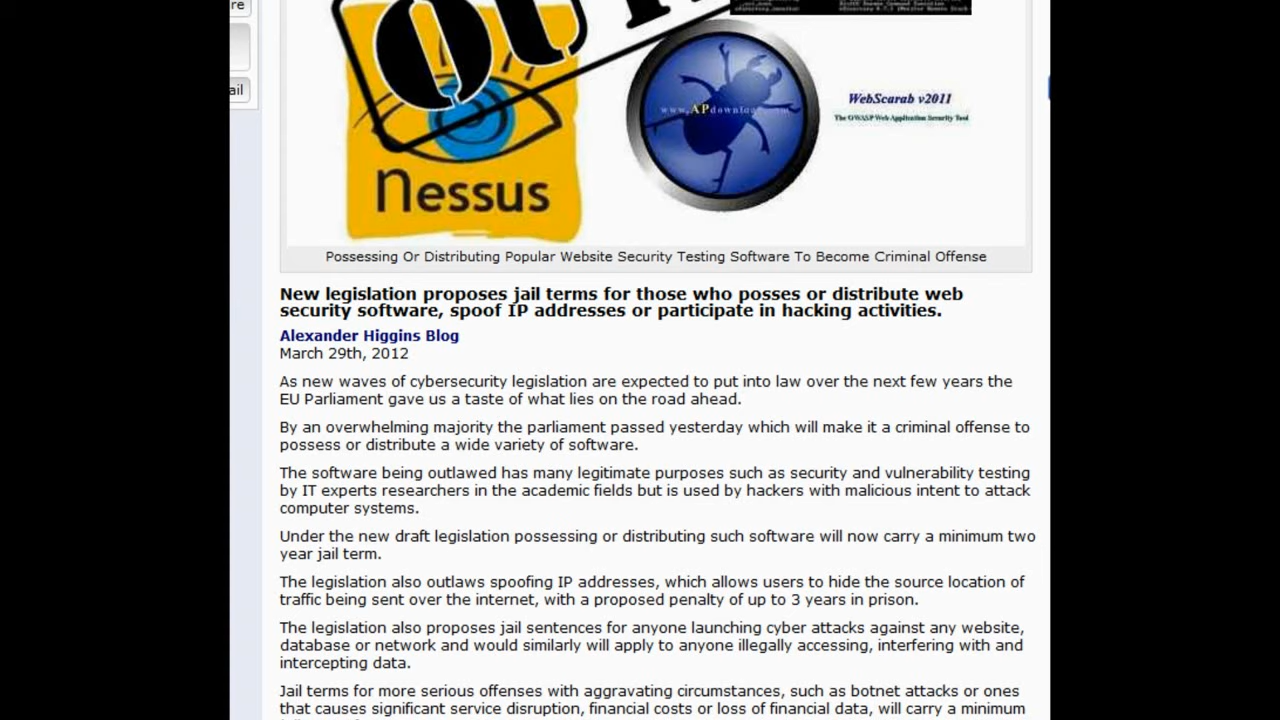 re
OUT
ail
www.APdownload.com
WebScarab v2011
The OWASP Web Application Security Tool
nessus
Possessing Or Distributing Popular Website Security Testing Software To Become Criminal Offense
New legislation proposes jail terms for those who posses or distribute web
security software, spoof IP addresses or participate in hacking activities.
Alexander Higgins Blog
March 29th, 2012
As new waves of cybersecurity legislation are expected to put into law over the next few years the
EU Parliament gave us a taste of what lies on the road ahead.
By an overwhelming majority the parliament passed yesterday which will make it a criminal offense to
possess or distribute a wide variety of software.
The software being outlawed has many legitimate purposes such as security and vulnerability testing
by IT experts researchers in the academic fields but is used by hackers with malicious intent to attack
computer systems.
Under the new draft legislation possessing or distributing such software will now carry a minimum two
year jail term.
The legislation also outlaws spoofing IP addresses, which allows users to hide the source location of
traffic being sent over the internet, with a proposed penalty of up to 3 years in prison.
The legislation also proposes jail sentences for anyone launching cyber attacks against any website,
database or network and would similarly will apply to anyone illegally accessing, interfering with and
intercepting data.
Jail terms for more serious offenses with aggravating circumstances, such as botnet attacks or ones
that causes significant service disruption, financial costs or loss of financial data, will carry a minimum